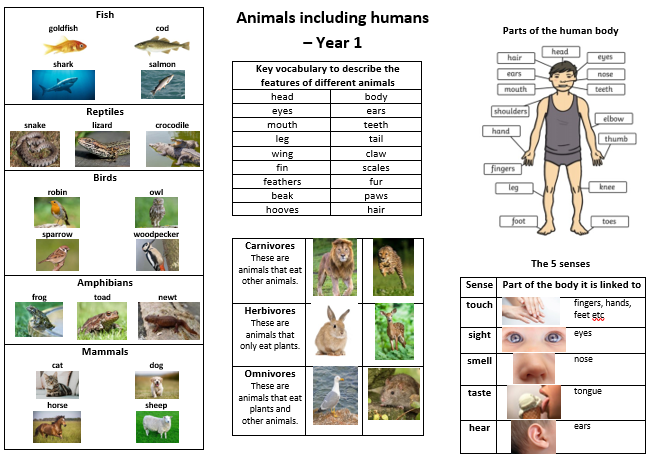 Fish
goldfish cod
shark salmon
Reptiles
snake lizard crocodile
Birds
robin owl
sparrow woodpecker
Amphibians
frog toad newt
Mammals
cat dog
horse sheep
Animals including humans
– Year 1
Key vocabulary to describe the
features of different animals
head body
eyes ears
mouth teeth
leg tail
wing claw
fin scales
feathers fur
beak paws
hooves hair
Carnivores
These are
animals that eat
other animals.
Herbivores
These are
animals that
only eat plants.
Omnivores
These are
animals that eat
plants and
other animals.
Parts of the human body
head
hair eyes
ears nose
mouth teeth
shoulders
elbow
hand
thumb
fingers
leg knee
foot toes
The 5 senses
Sense Part of the body it is linked to
touch fingers, hands,
feet etc
sight eyes
smell nose
taste tongue
hear ears